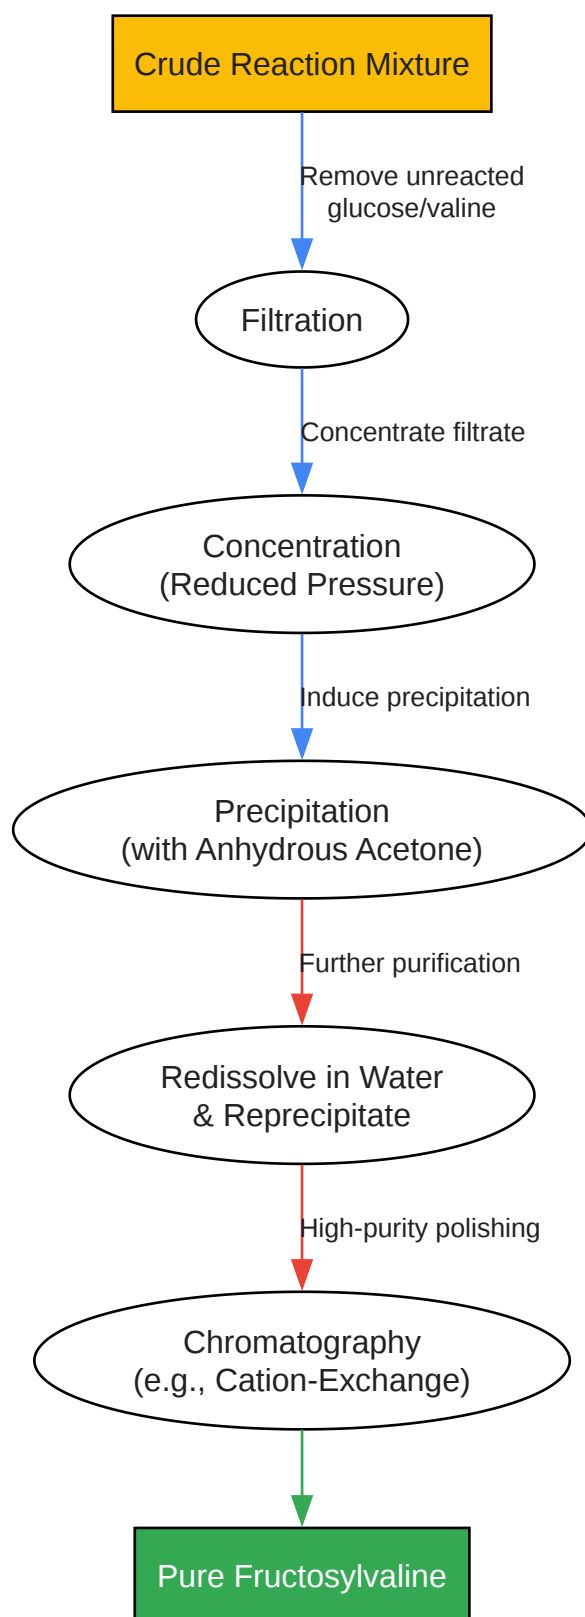 Crude Reaction Mixture
Remove unreacted
glucose/valine
Filtration
Concentrate filtrate
Concentration
(Reduced Pressure)
Induce precipitation
Precipitation
(with Anhydrous Acetone)
Further purification
Redissolve in Water
& Reprecipitate
High-purity polishing
Chromatography
(e.g., Cation-Exchange)
Pure Fructosylvaline